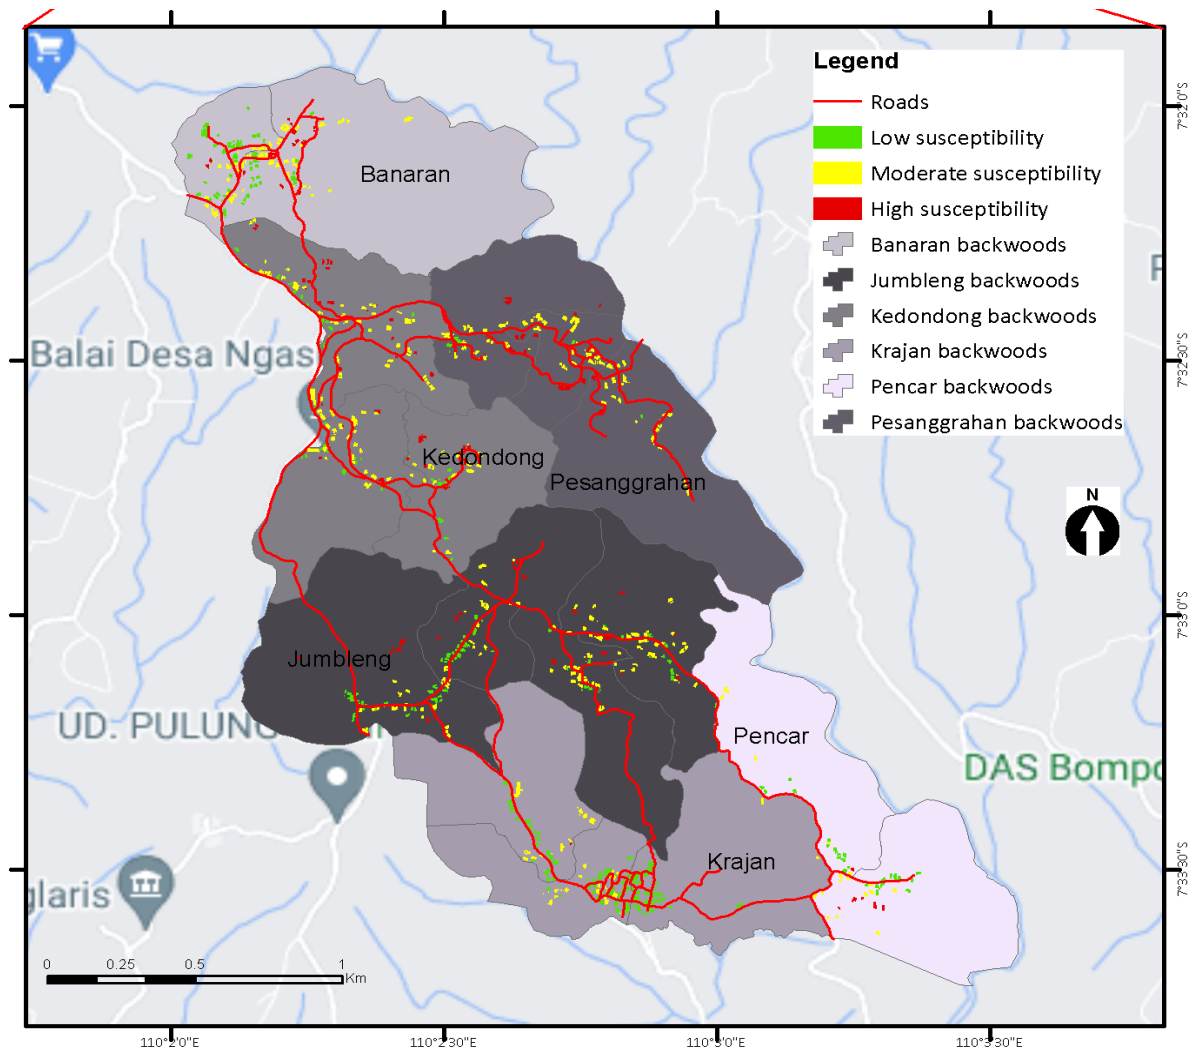 Legend
Roads
Low susceptibility
Moderate susceptibility
High susceptibility
Banaran backwoods
Jumbleng backwoods
Kedondong backwoods
Krajan backwoods
Pencar backwoods
Pesanggrahan backwoods
7°32'0"S
Banaran
Balai Desa Ngas
7°32'30"S
Kedondong
Pesanggrahan
N
7°33'0"S
Jumbleng
UD. PULUNG
Pencar
DAS Bompo
Krajan
7°33'30"S
glaris
0 0.25 0.5 1
Km
110°2'0"E 110°2'30"E 110°3'0"E 110°3'30"E